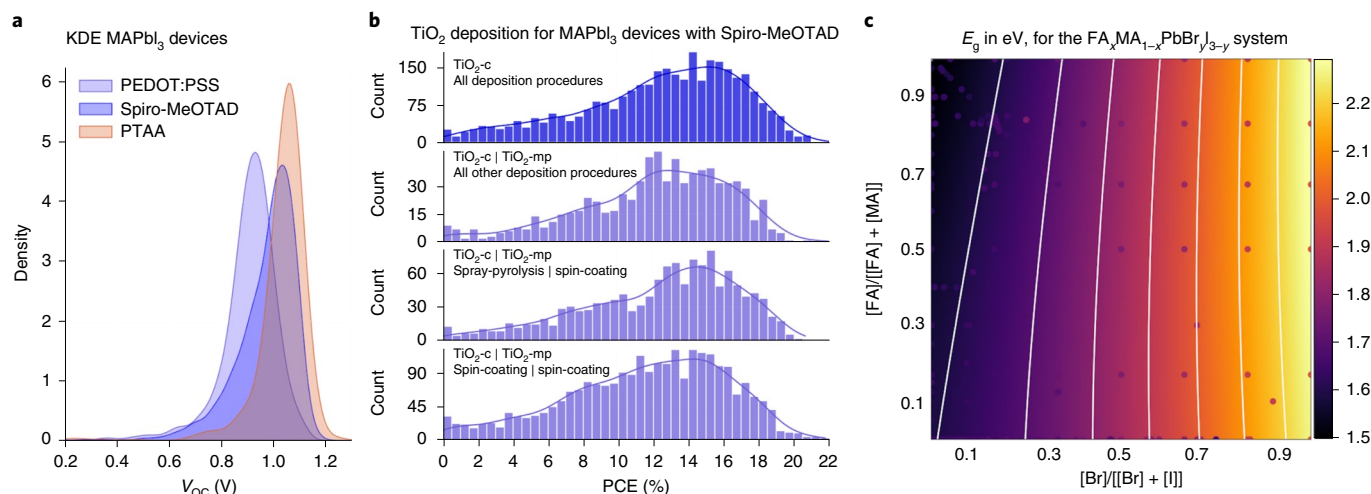 a
KDE MAPbI₃ devices
PEDOT:PSS
Spiro-MeOTAD
PTAA
Density
6
5
4
3
2
1
0
0.2 0.4 0.6 0.8 1.0 1.2
V_OC (V)
b
TiO₂ deposition for MAPbI₃ devices with Spiro-MeOTAD
TiO₂-c
All deposition procedures
Count
150
75
0
TiO₂-c | TiO₂-mp
All other deposition procedures
Count
30
15
0
TiO₂-c | TiO₂-mp
Spray-pyrolysis | spin-coating
Count
60
30
0
TiO₂-c | TiO₂-mp
Spin-coating | spin-coating
Count
90
45
0
0 2 4 6 8 10 12 14 16 18 20 22
PCE (%)
c
E_g in eV, for the FAₓMA₁₋ₓPbBr_yI₃₋y system
[FA]/[[FA] + [MA]]
0.9
0.7
0.5
0.3
0.1
0.1 0.3 0.5 0.7 0.9
[Br]/[[Br] + [I]]
2.2
2.1
2.0
1.9
1.8
1.7
1.6
1.5